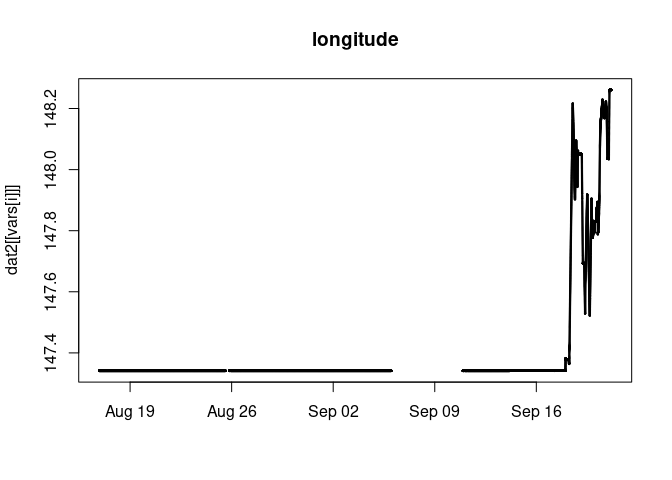 longitude
dat2[[vars[i]]]
148.2
148.0
147.8
147.6
147.4
Aug 19
Aug 26
Sep 02
Sep 09
Sep 16